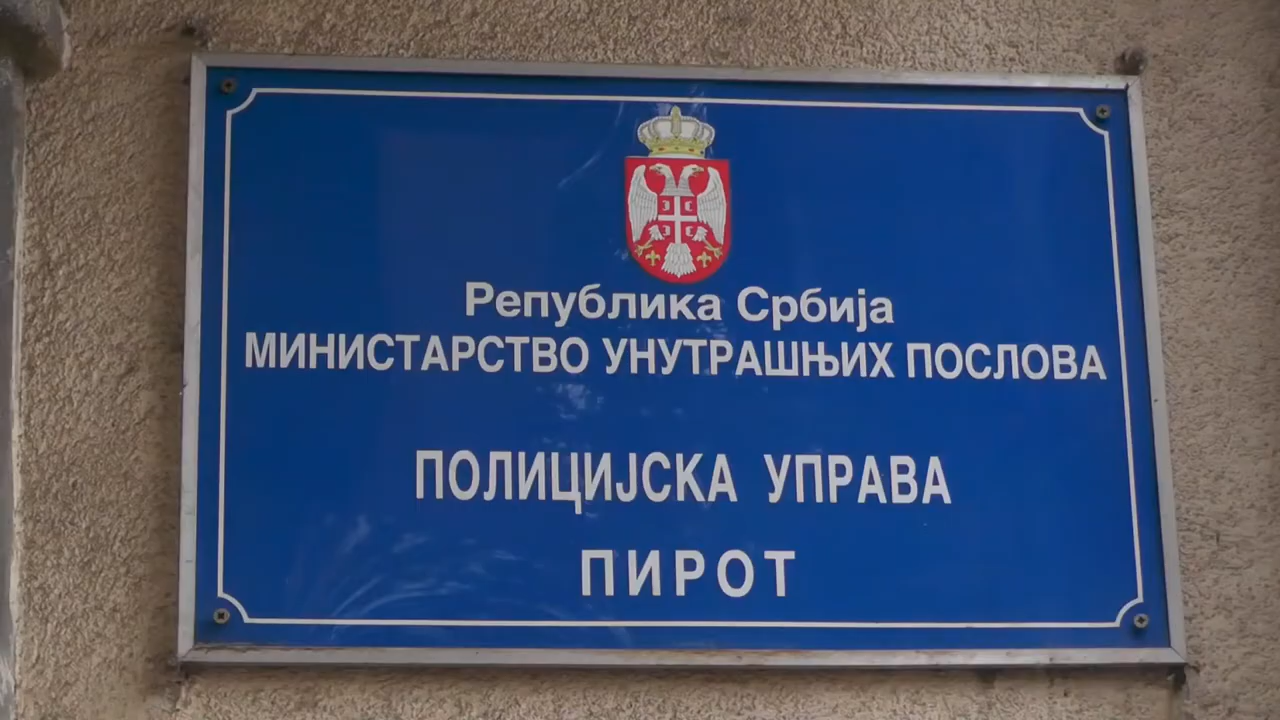 Република Србија
МИНИСТАРСТВО УНУТРАШЊИХ ПОСЛОВА
ПОЛИЦИЈСКА УПРАВА
ПИРОТ